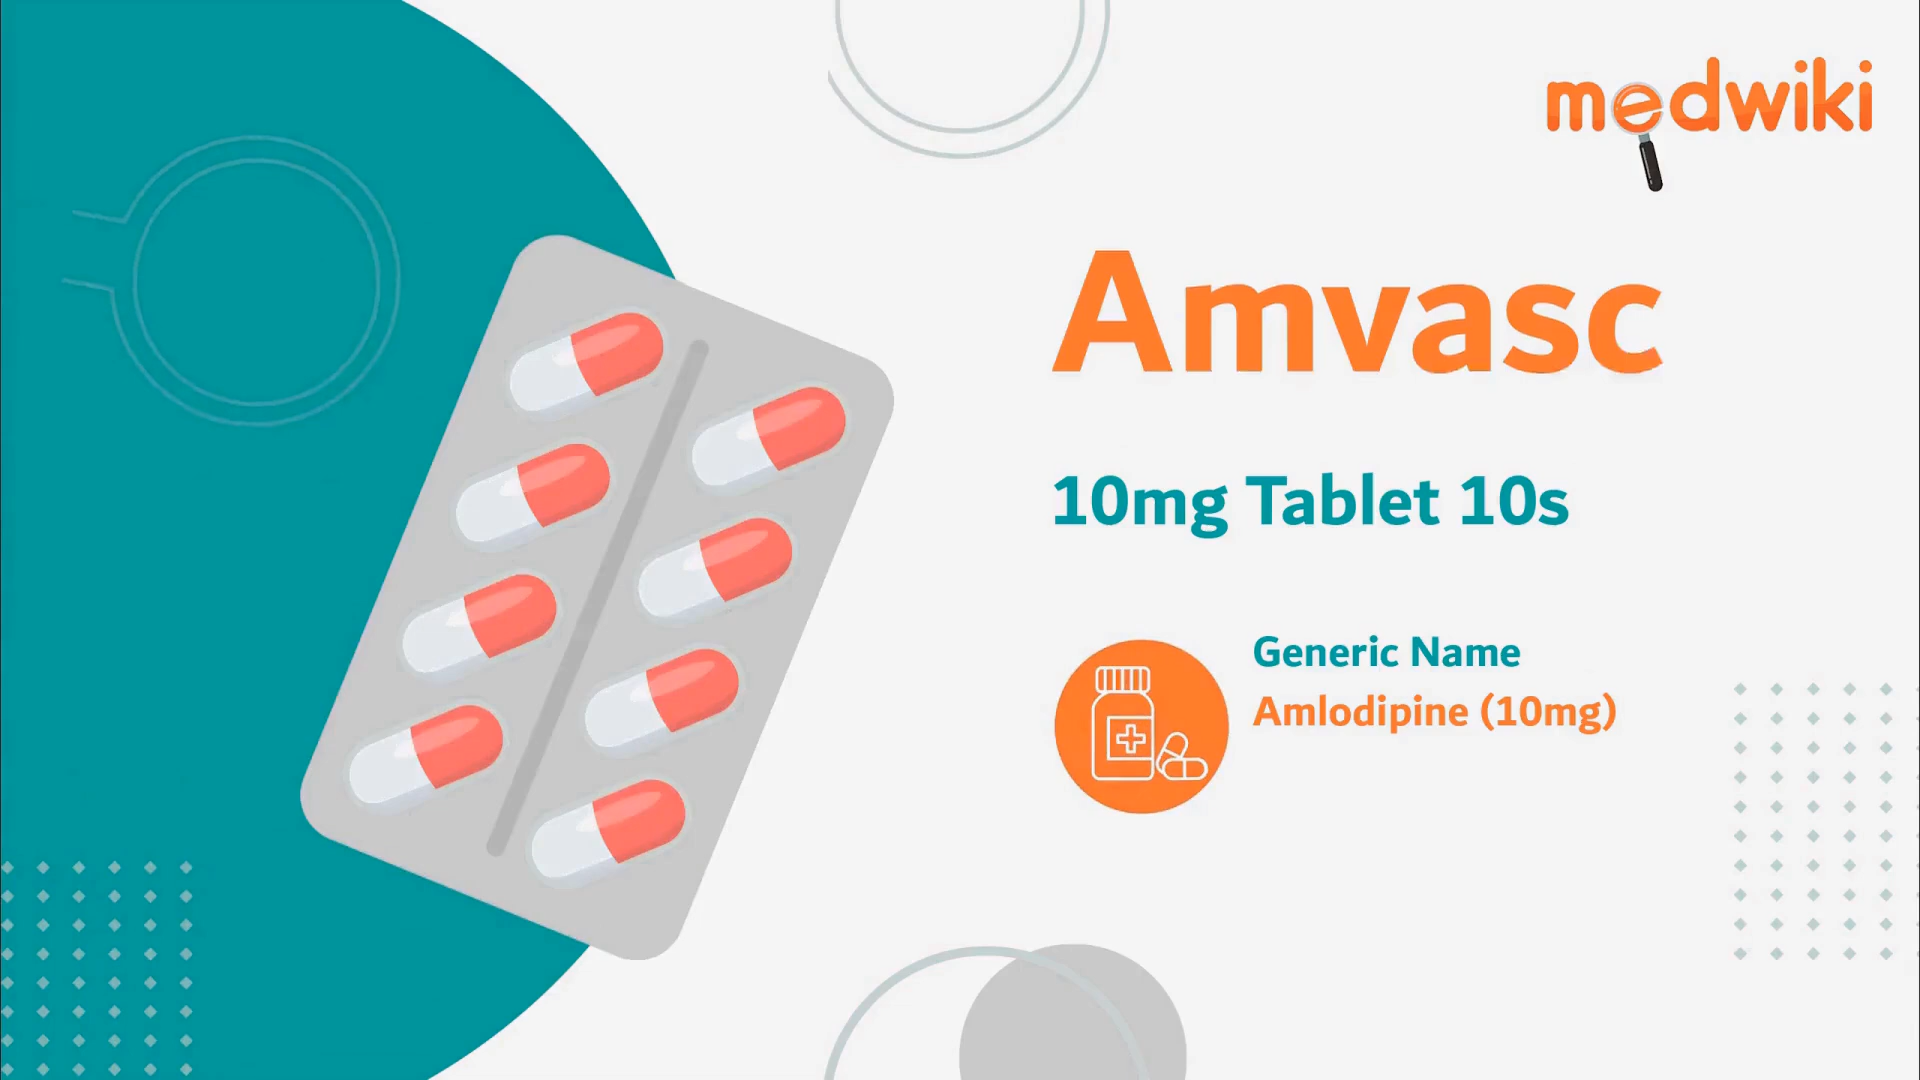 medwiki
Amvasc
10mg Tablet 10s
Generic Name
Amlodipine (10mg)